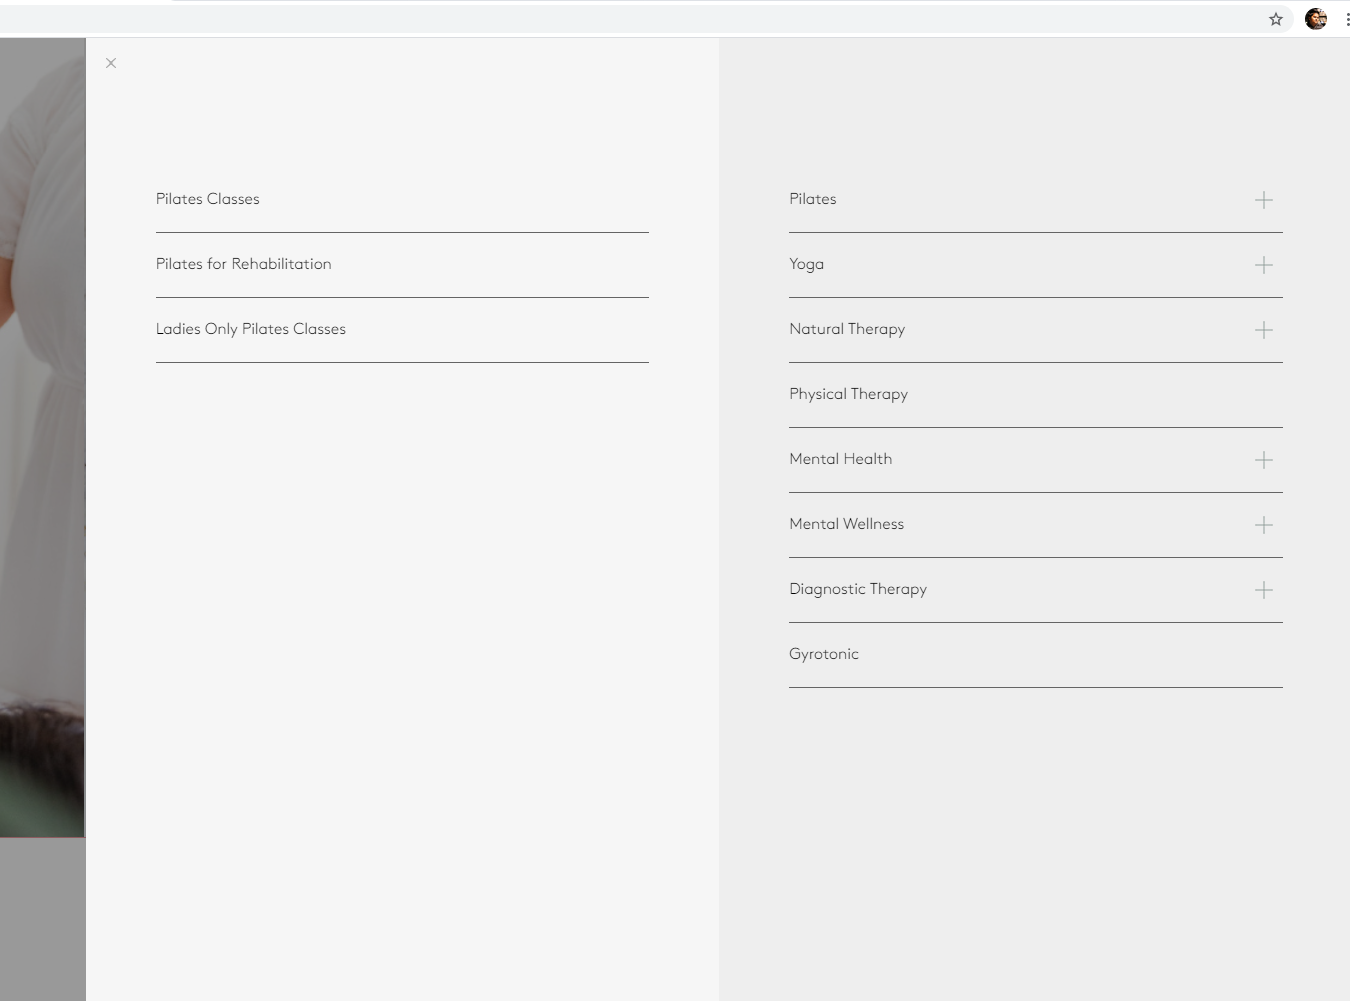 Pilates Classes
Pilates for Rehabilitation
Ladies Only Pilates Classes
Pilates
Yoga
Natural Therapy
Physical Therapy
Mental Health
Mental Wellness
Diagnostic Therapy
Gyrotonic